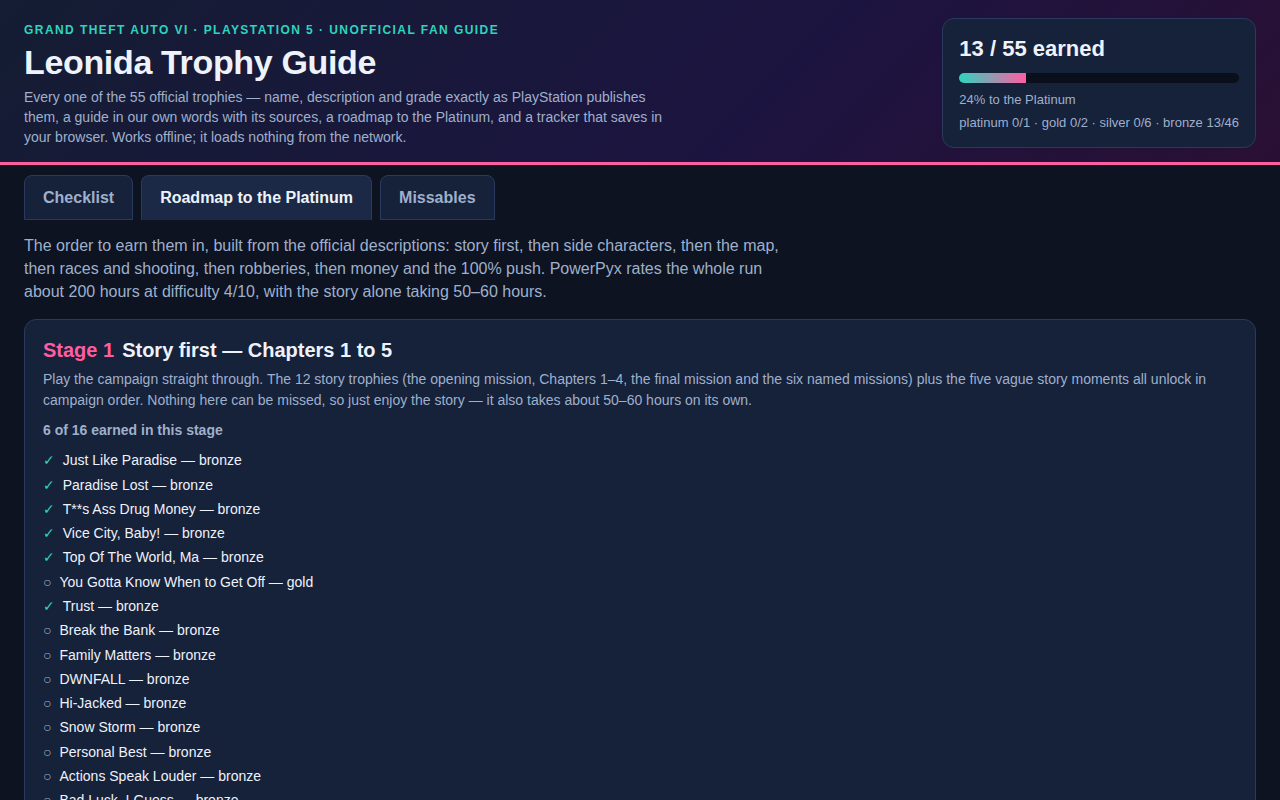 GRAND THEFT AUTO VI · PLAYSTATION 5 · UNOFFICIAL FAN GUIDE
Leonida Trophy Guide
Every one of the 55 official trophies — name, description and grade exactly as PlayStation publishes
them, a guide in our own words with its sources, a roadmap to the Platinum, and a tracker that saves in
your browser. Works offline; it loads nothing from the network.
13 / 55 earned
24% to the Platinum
platinum 0/1 · gold 0/2 · silver 0/6 · bronze 13/46
Checklist
Roadmap to the Platinum
Missables
The order to earn them in, built from the official descriptions: story first, then side characters, then the map,
then races and shooting, then robberies, then money and the 100% push. PowerPyx rates the whole run
about 200 hours at difficulty 4/10, with the story alone taking 50–60 hours.
Stage 1 Story first — Chapters 1 to 5
Play the campaign straight through. The 12 story trophies (the opening mission, Chapters 1–4, the final mission and the six named missions) plus the five vague story moments all unlock in
campaign order. Nothing here can be missed, so just enjoy the story — it also takes about 50–60 hours on its own.
6 of 16 earned in this stage
✓ Just Like Paradise — bronze
✓ Paradise Lost — bronze
✓ T**s Ass Drug Money — bronze
✓ Vice City, Baby! — bronze
✓ Top Of The World, Ma — bronze
○ You Gotta Know When to Get Off — gold
✓ Trust — bronze
○ Break the Bank — bronze
○ Family Matters — bronze
○ DWNFALL — bronze
○ Hi-Jacked — bronze
○ Snow Storm — bronze
○ Personal Best — bronze
○ Actions Speak Louder — bronze
○ Bad Luck, I Guess — bronze